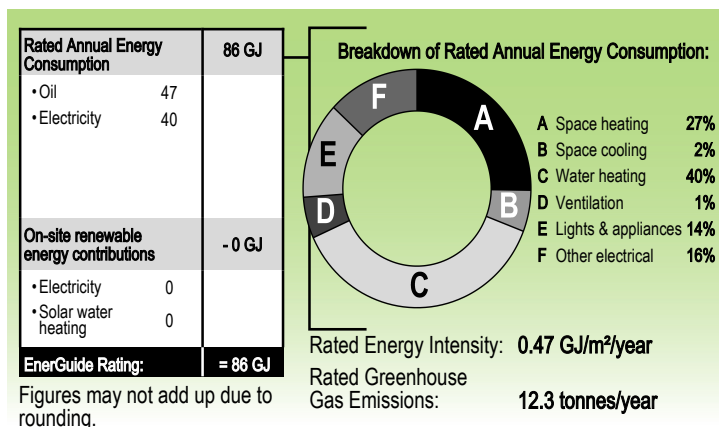 Rated Annual Energy Consumption 86 GJ
• Oil 47
• Electricity 40
On-site renewable energy contributions - 0 GJ
• Electricity 0
• Solar water heating 0
EnerGuide Rating: = 86 GJ
Figures may not add up due to
rounding.
Breakdown of Rated Annual Energy Consumption:
A
B
C
D
E
F
A Space heating 27%
B Space cooling 2%
C Water heating 40%
D Ventilation 1%
E Lights & appliances 14%
F Other electrical 16%
Rated Energy Intensity: 0.47 GJ/m²/year
Rated Greenhouse
Gas Emissions: 12.3 tonnes/year